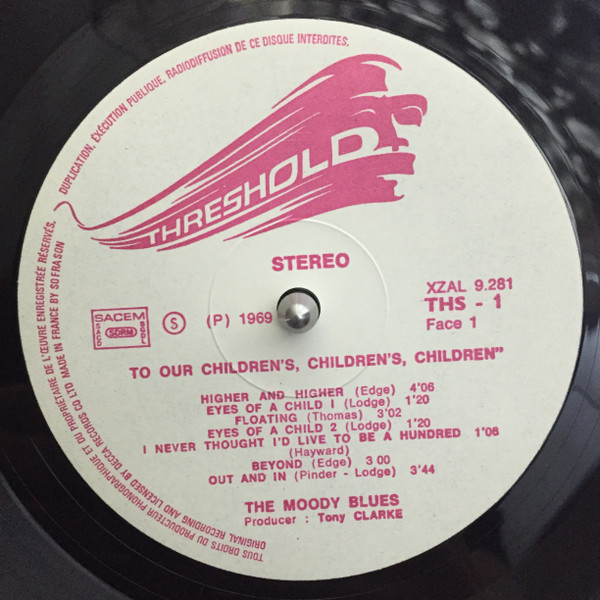 DUPLICATION, EXÉCUTION PUBLIQUE, RADIODIFFUSION DE CE DISQUE INTERDITES.
TOUS DROITS DU PRODUCTEUR PHONOGRAPHIQUE ET DU PROPRIÉTAIRE DE L'ŒUVRE ENREGISTRÉE RÉSERVÉS.
ORIGINAL RECORDING AND LICENSED BY DECCA RECORDS CO LTD MADE IN FRANCE BY SOFRASON
THRESHOLD
STEREO
XZAL 9.281
THS - 1
Face 1
SACEM
SACD
SDRM
SGDL
S
(P) 1969
TO OUR CHILDREN'S, CHILDREN'S, CHILDREN"
HIGHER AND HIGHER (Edge) 4'06
EYES OF A CHILD 1 (Lodge) 1'20
FLOATING (Thomas) 3'02
EYES OF A CHILD 2 (Lodge) 1'20
I NEVER THOUGHT I'D LIVE TO BE A HUNDRED 1'06
(Hayward)
BEYOND (Edge) 3 00
OUT AND IN (Pinder - Lodge) 3'44
THE MOODY BLUES
Producer : Tony CLARKE